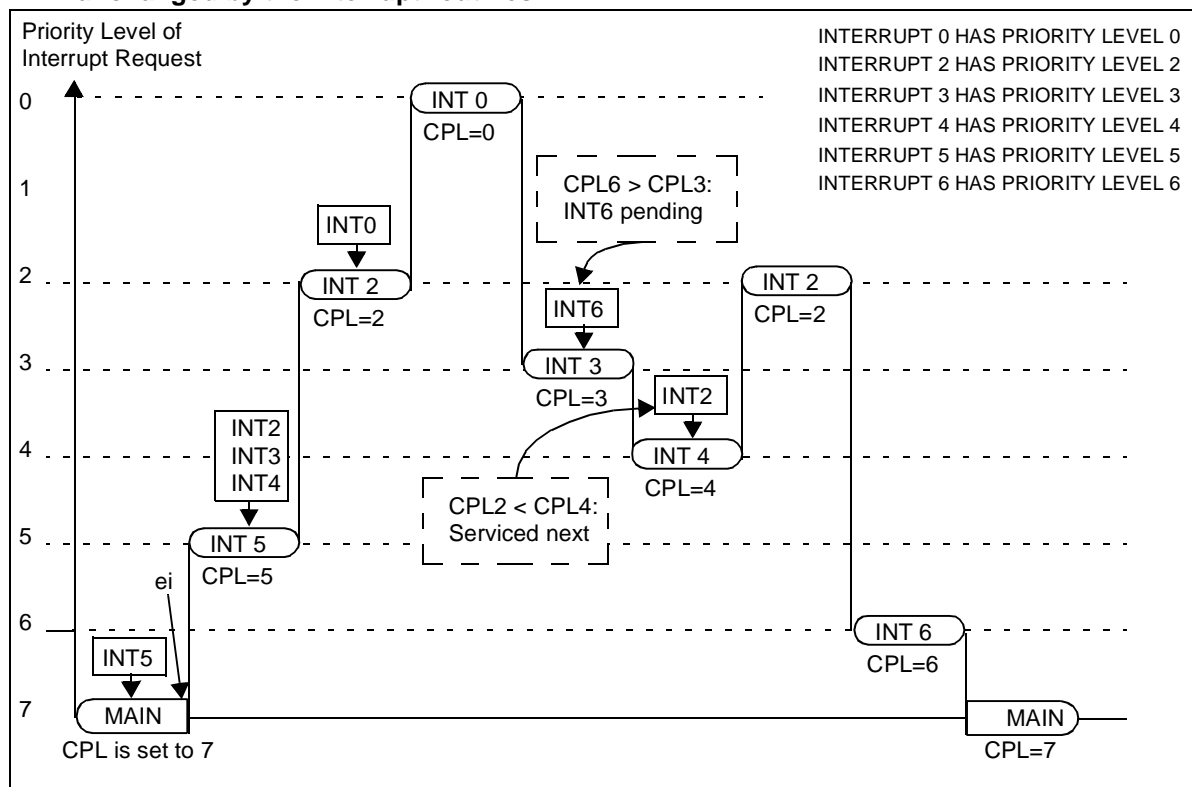 Priority Level of
Interrupt Request
INTERRUPT 0 HAS PRIORITY LEVEL 0
INTERRUPT 2 HAS PRIORITY LEVEL 2
INTERRUPT 3 HAS PRIORITY LEVEL 3
INTERRUPT 4 HAS PRIORITY LEVEL 4
INTERRUPT 5 HAS PRIORITY LEVEL 5
INTERRUPT 6 HAS PRIORITY LEVEL 6
0
INT 0
CPL=0
1
CPL6 > CPL3:
INT6 pending
INT0
2
INT 2
CPL=2
INT 2
CPL=2
INT6
3
INT 3
CPL=3
INT2
INT2
INT3
INT4
4
INT 4
CPL=4
CPL2 < CPL4:
Serviced next
5
INT 5
CPL=5
ei
6
INT 6
CPL=6
INT5
7
MAIN
CPL is set to 7
MAIN
CPL=7